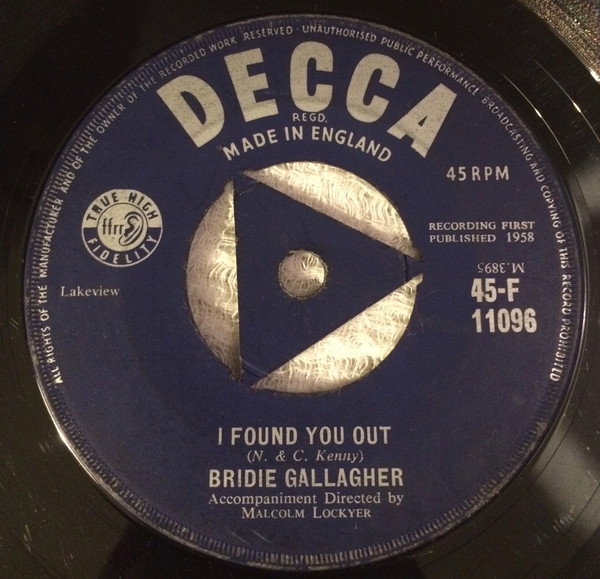 ALL RIGHTS OF THE MANUFACTURER AND OF THE OWNER OF THE RECORDED WORK RESERVED · UNAUTHORISED PUBLIC PERFORMANCE BROADCASTING AND COPYING OF THIS RECORD PROHIBITED
DECCA
REGD.
MADE IN ENGLAND
45 RPM
TRUE HIGH
ffrr
FIDELITY
RECORDING FIRST
PUBLISHED 1958
M.3895
Lakeview
45-F
11096
I FOUND YOU OUT
(N. & C. Kenny)
BRIDIE GALLAGHER
Accompaniment Directed by
MALCOLM LOCKYER